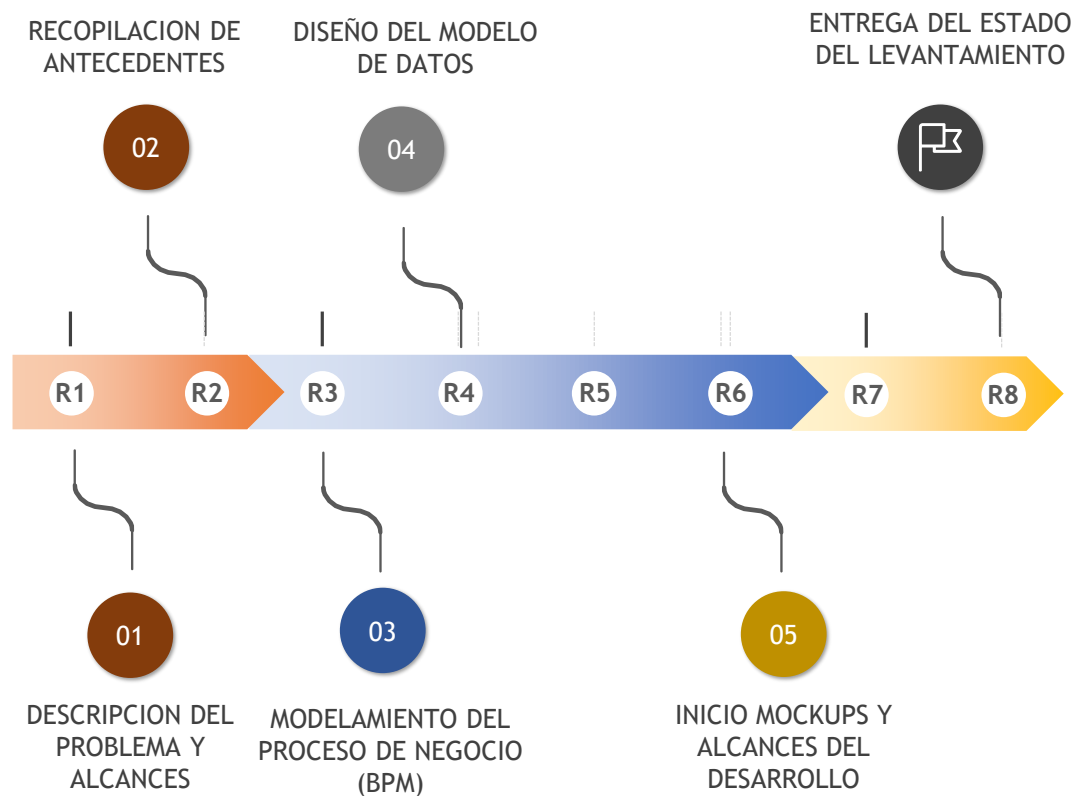 RECOPILACION DE
ANTECEDENTES
DISEÑO DEL MODELO
DE DATOS
ENTREGA DEL ESTADO
DEL LEVANTAMIENTO
02
04
R1
R2
R3
R4
R5
R6
R7
R8
01
03
05
DESCRIPCION DEL
PROBLEMA Y
ALCANCES
MODELAMIENTO DEL
PROCESO DE NEGOCIO
(BPM)
INICIO MOCKUPS Y
ALCANCES DEL
DESARROLLO